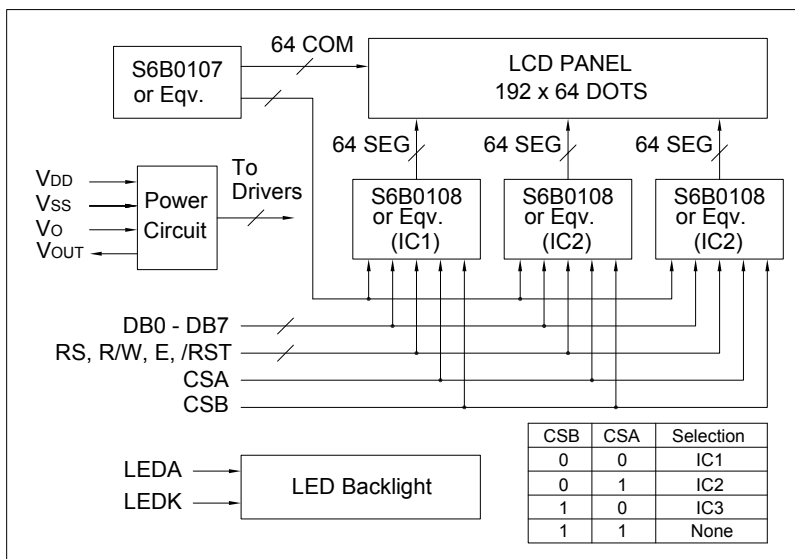 64 COM
S6B0107
or Eqv.
LCD PANEL
192 x 64 DOTS
64 SEG
64 SEG
64 SEG
VDD
VSS
VO
VOUT
Power
Circuit
To
Drivers
S6B0108
or Eqv.
(IC1)
S6B0108
or Eqv.
(IC2)
S6B0108
or Eqv.
(IC2)
DB0 - DB7
RS, R/W, E, /RST
CSA
CSB
LEDA
LEDK
LED Backlight
CSB CSA Selection
0 0 IC1
0 1 IC2
1 0 IC3
1 1 None